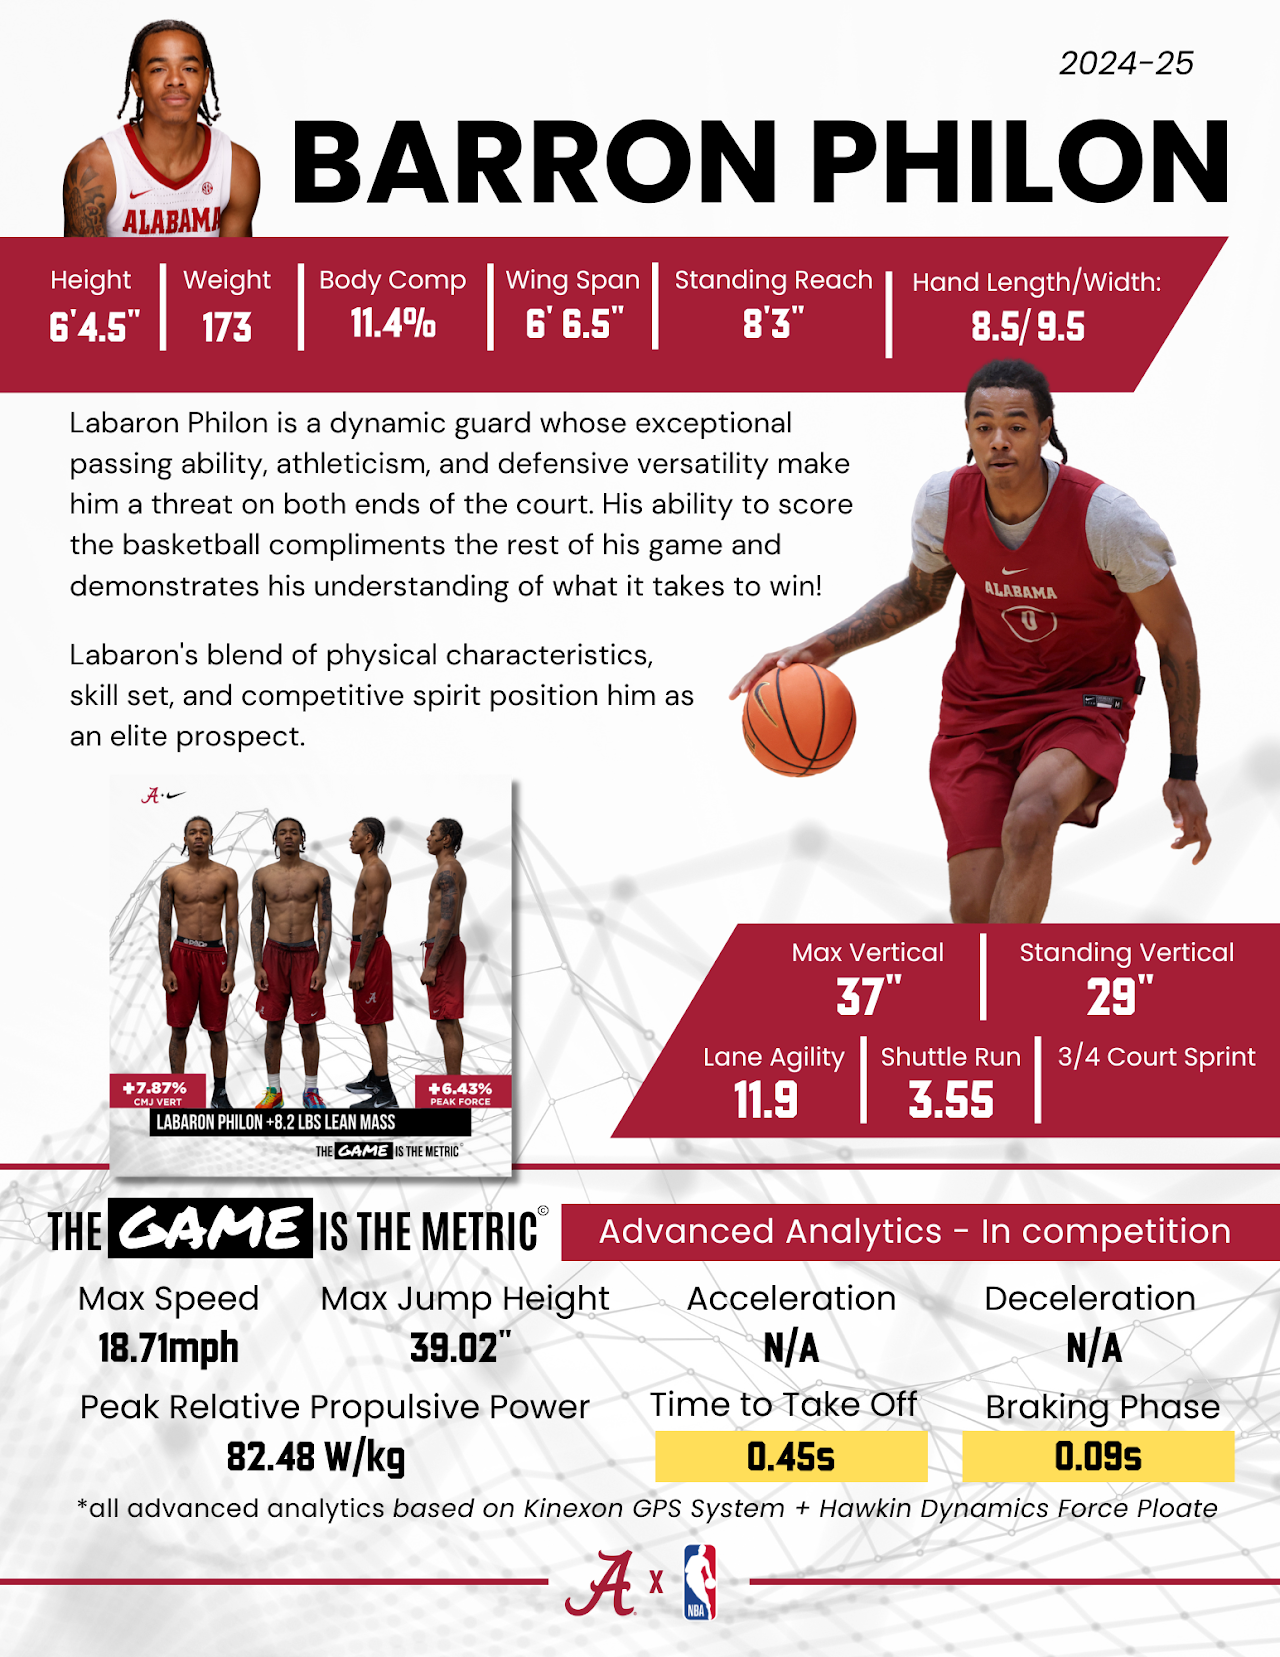 2024-25
BARRON PHILON
ALABAMA
Height Weight Body Comp Wing Span Standing Reach Hand Length/Width:
6'4.5" 173 11.4% 6' 6.5" 8'3" 8.5/ 9.5
Labaron Philon is a dynamic guard whose exceptional
passing ability, athleticism, and defensive versatility make
him a threat on both ends of the court. His ability to score
the basketball compliments the rest of his game and
demonstrates his understanding of what it takes to win!
ALABAMA
0
Labaron's blend of physical characteristics,
skill set, and competitive spirit position him as
an elite prospect.
+7.87%
CMJ VERT
+6.43%
PEAK FORCE
LABARON PHILON +8.2 LBS LEAN MASS
THE GAME IS THE METRIC©
Max Vertical Standing Vertical
37" 29"
Lane Agility Shuttle Run 3/4 Court Sprint
11.9 3.55
THE GAME IS THE METRIC©
Advanced Analytics - In competition
Max Speed Max Jump Height Acceleration Deceleration
18.71mph 39.02" N/A N/A
Peak Relative Propulsive Power Time to Take Off Braking Phase
82.48 W/kg 0.45s 0.09s
*all advanced analytics based on Kinexon GPS System + Hawkin Dynamics Force Ploate
A x NBA